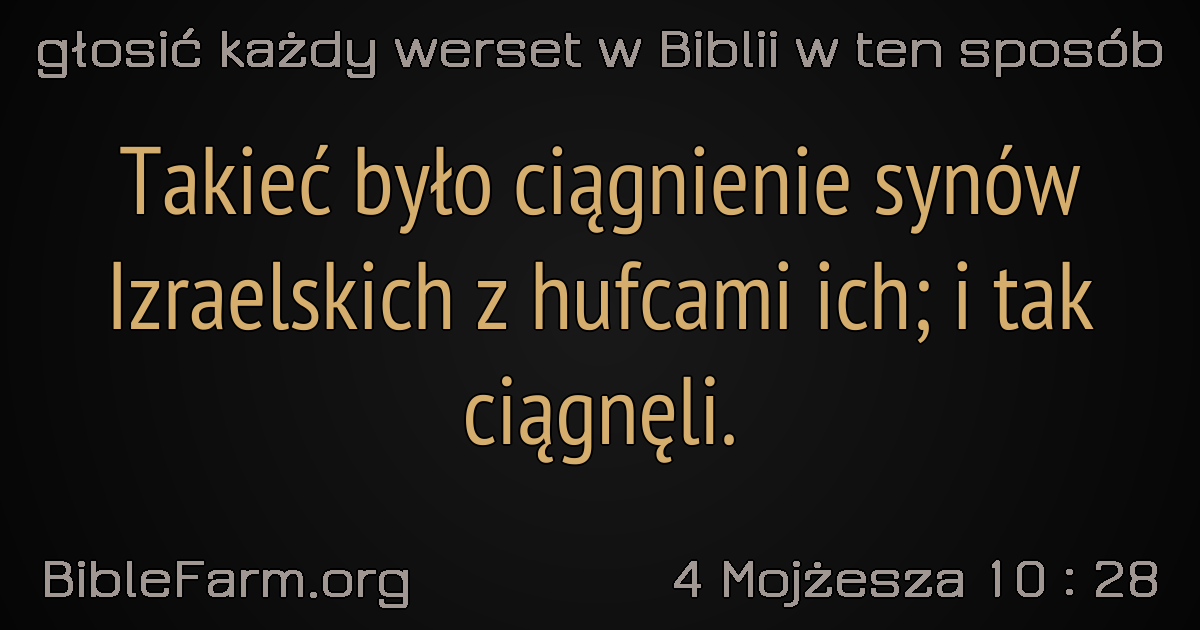 głosić każdy werset w Biblii w ten sposób
Takieć było ciągnienie synów
Izraelskich z hufcami ich; i tak
ciągnęli.
BibleFarm.org
4 Mojżesza 10 : 28